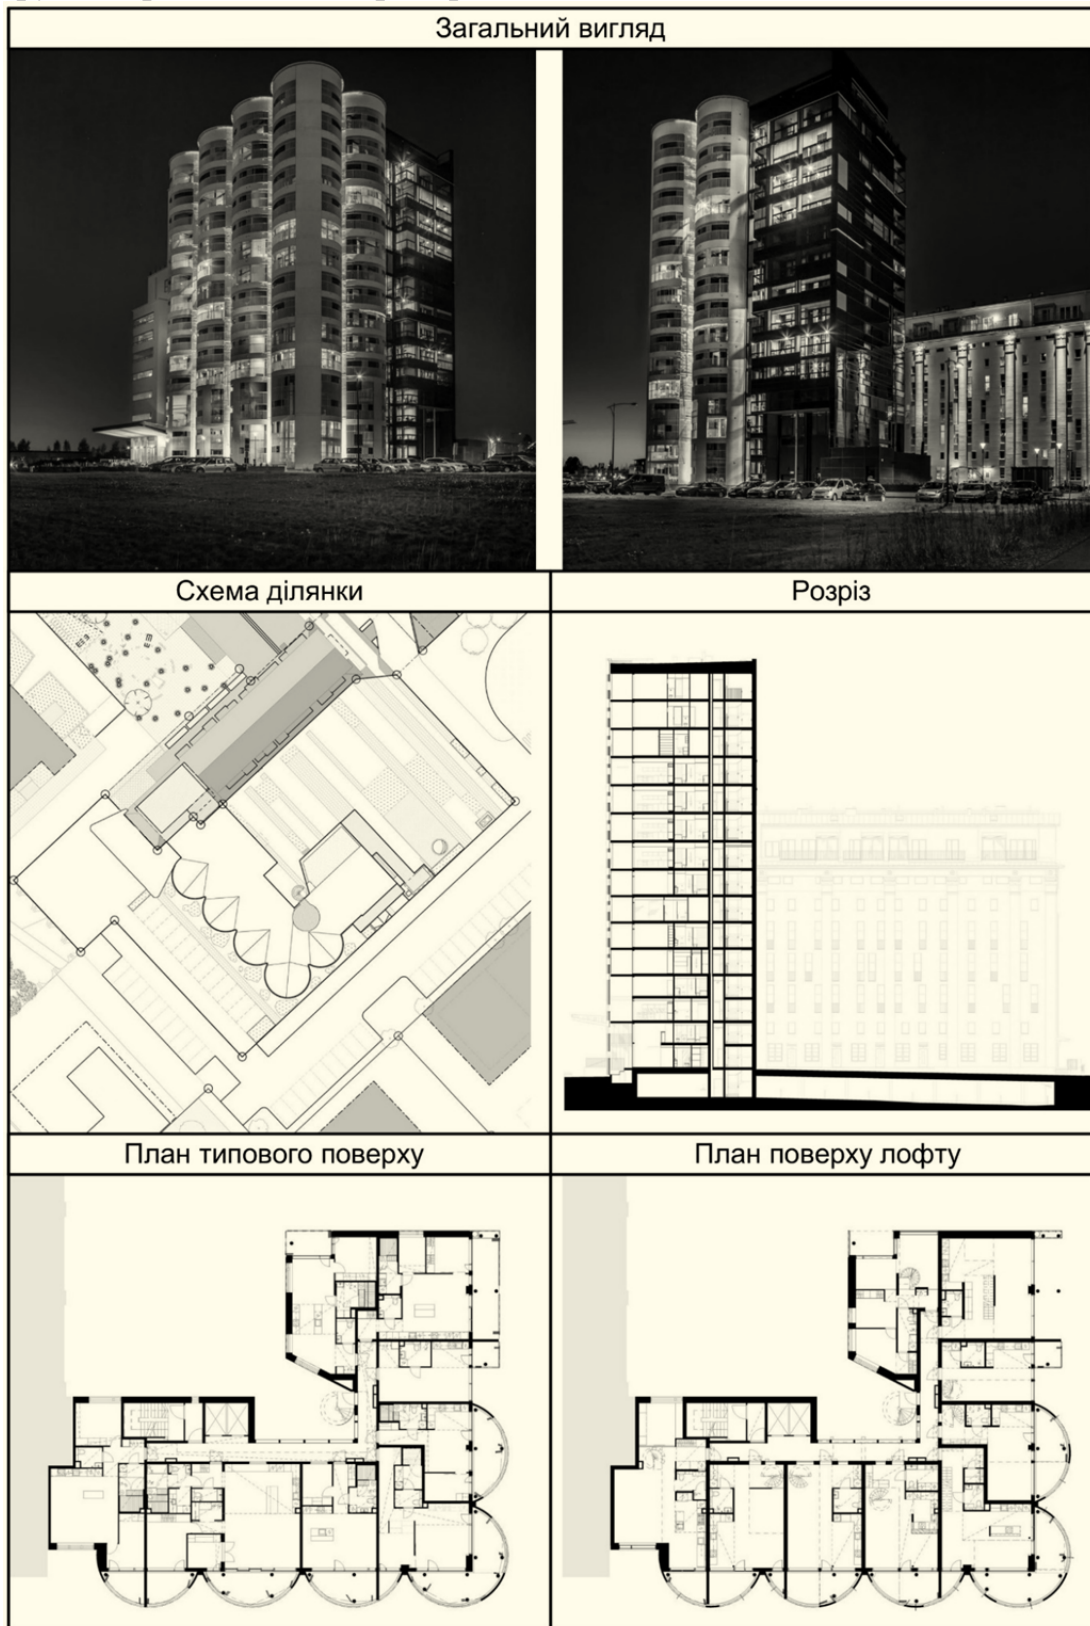 Загальний вигляд
Схема ділянки
Розріз
План типового поверху
План поверху лофту